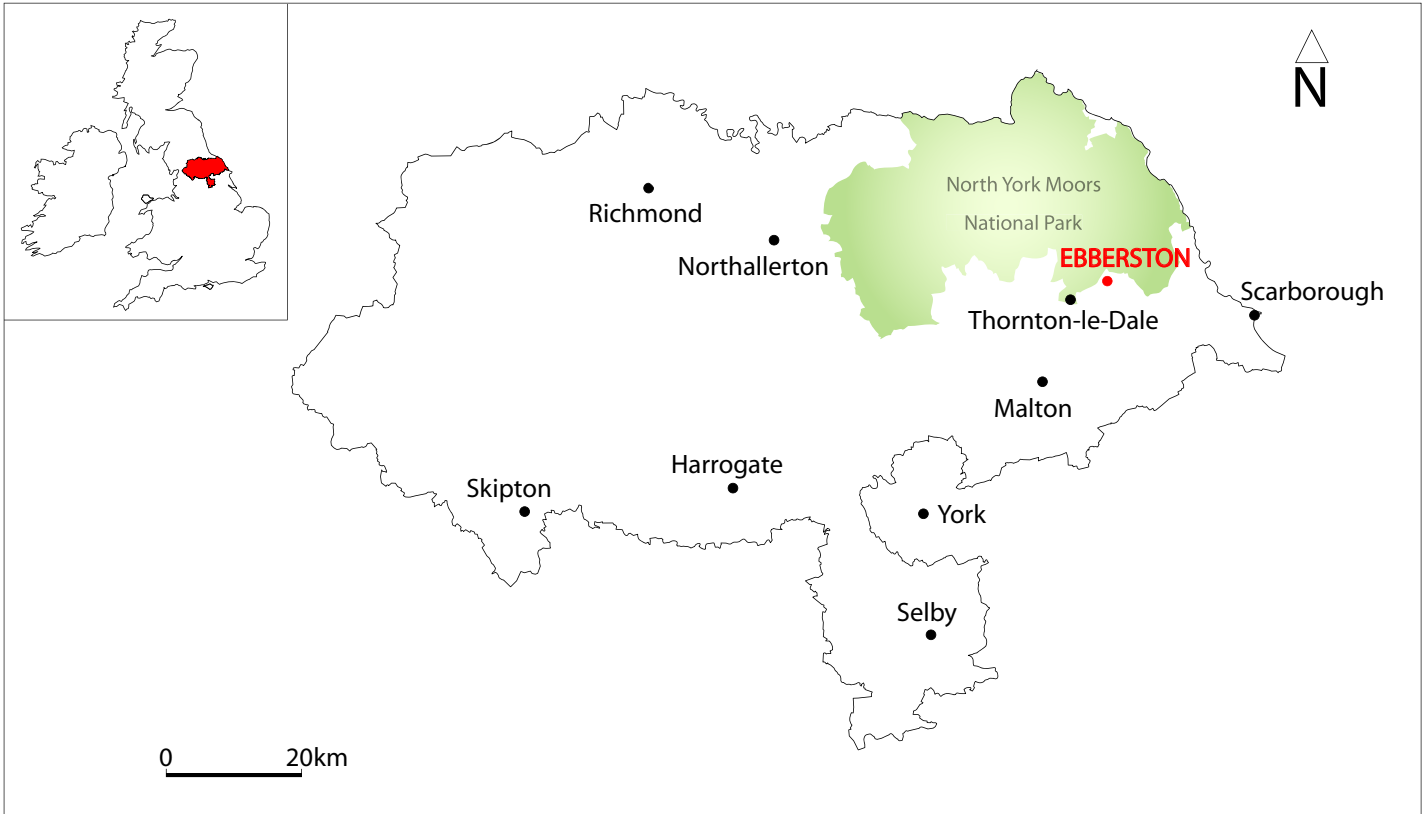 N
North York Moors
National Park
Richmond
Northallerton
EBBERSTON
Scarborough
Thornton-le-Dale
Malton
Harrogate
Skipton
York
Selby
0 20km